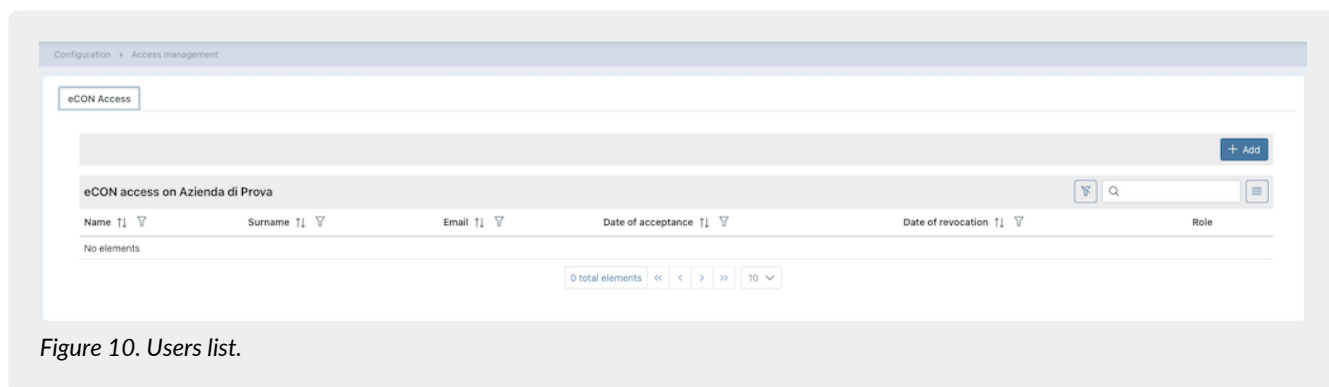 Configuration › Access management
eCON Access
+ Add
eCON access on Azienda di Prova
Name Surname Email Date of acceptance Date of revocation Role
No elements
0 total elements « ‹ › » 10
Figure 10. Users list.